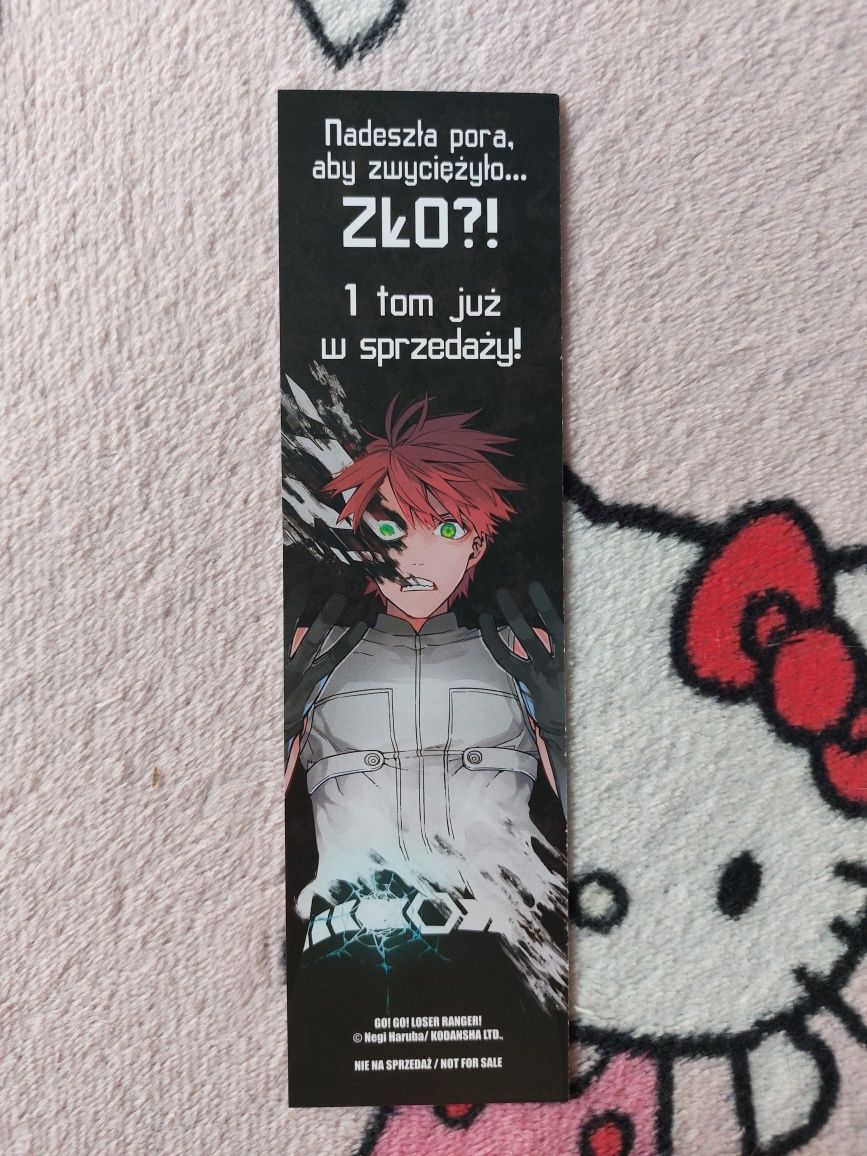 Nadeszła pora,
aby zwyciężyło...
ZŁO?!
1 tom już
w sprzedaży!
GO! GO! LOSER RANGER!
© Negi Haruba/ KODANSHA LTD.,
NIE NA SPRZEDAŻ / NOT FOR SALE